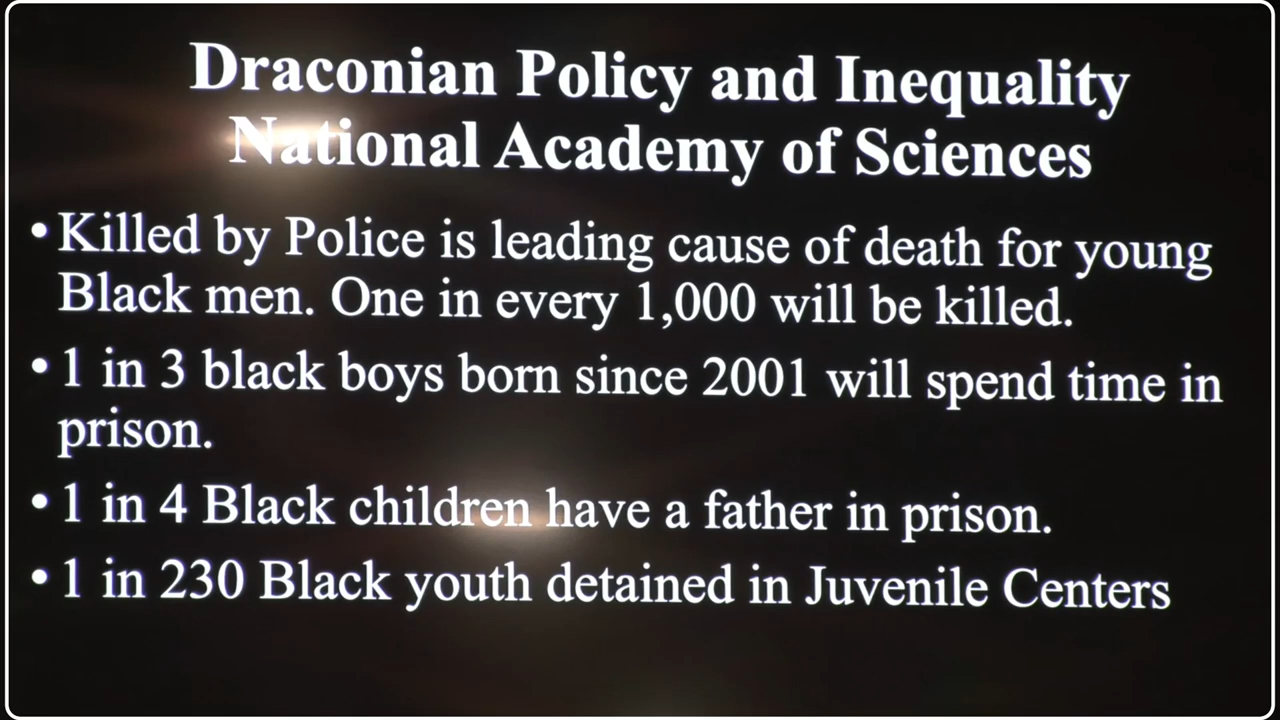 Draconian Policy and Inequality
National Academy of Sciences
• Killed by Police is leading cause of death for young
Black men. One in every 1,000 will be killed.
• 1 in 3 black boys born since 2001 will spend time in
prison.
• 1 in 4 Black children have a father in prison.
• 1 in 230 Black youth detained in Juvenile Centers